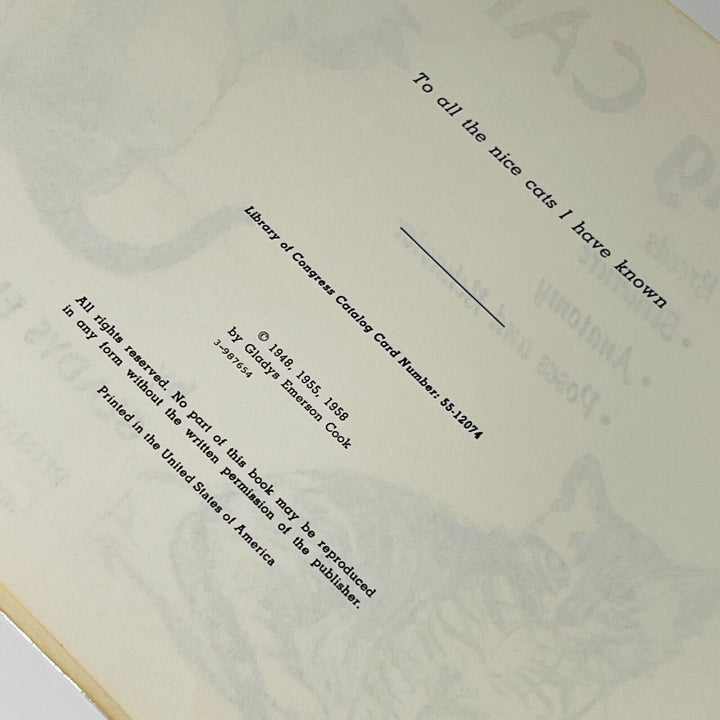 To all the nice cats I have known
Library of Congress Catalog Card Number: 55-12074
© 1948, 1955, 1958
by Gladys Emerson Cook
3-987654
All rights reserved. No part of this book may be reproduced
in any form without the written permission of the publisher.
Printed in the United States of America